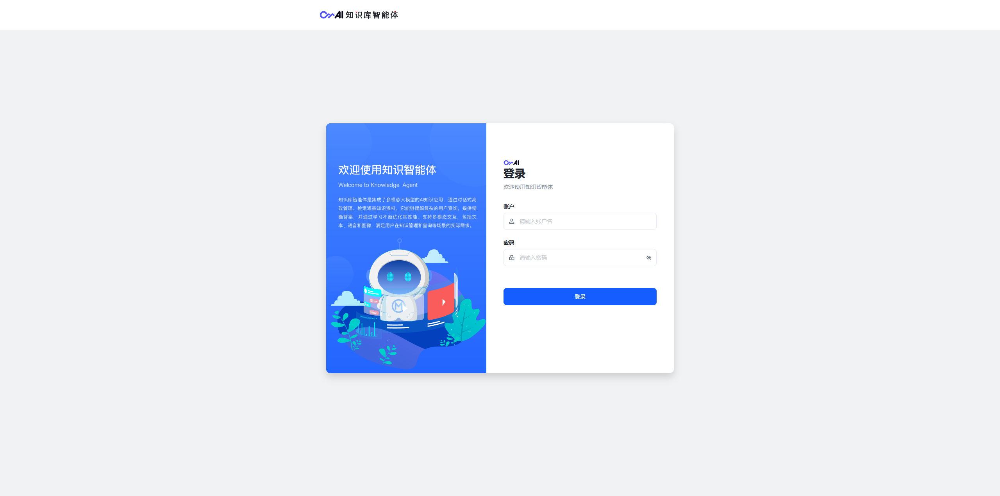 AI 知识库智能体
欢迎使用知识智能体
Welcome to Knowledge Agent
知识库智能体是集成了多模态大模型的AI知识应用，通过对话式高
效管理、检索海量知识资料。它能够理解复杂的用户查询，提供精
确答案，并通过学习不断优化其性能。支持多模态交互，包括文
本、语音和图像，满足用户在知识管理和查询等场景的实际需求。
AI
登录
欢迎使用知识智能体
账户
请输入账户名
密码
请输入密码
登录